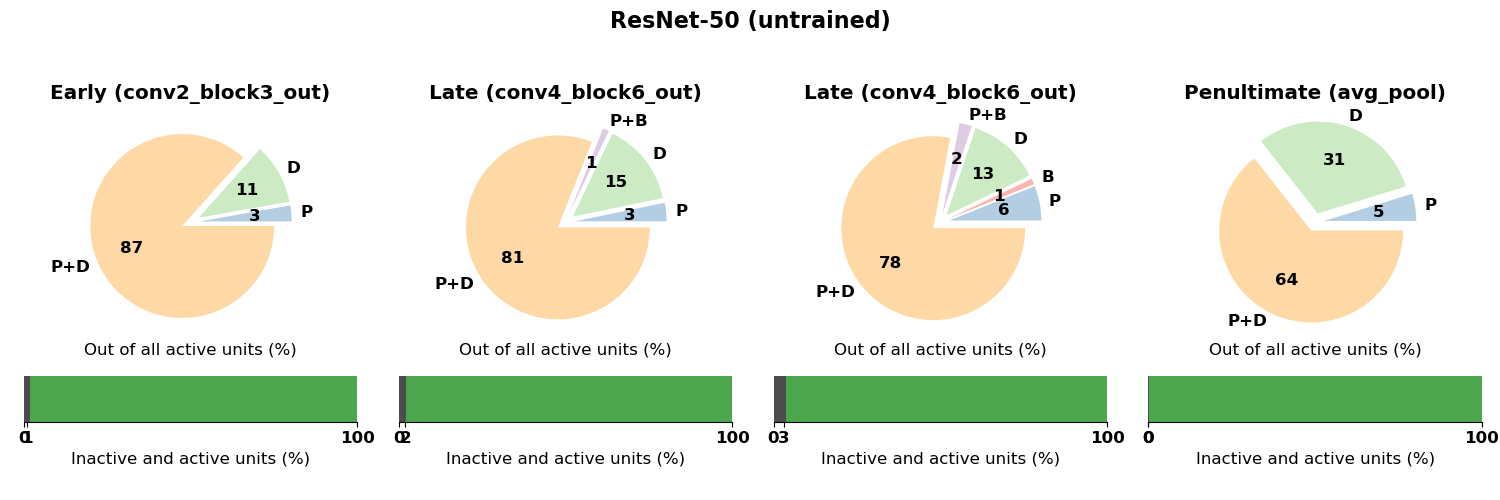 ResNet-50 (untrained)
Early (conv2_block3_out)
D
11
3
P
87
P+D
Out of all active units (%)
0 1 100
Inactive and active units (%)
Late (conv4_block6_out)
P+B
1
D
15
3
P
81
P+D
Out of all active units (%)
0 2 100
Inactive and active units (%)
Late (conv4_block6_out)
P+B
2
D
13
B
1
6
P
78
P+D
Out of all active units (%)
0 3 100
Inactive and active units (%)
Penultimate (avg_pool)
D
31
5
P
64
P+D
Out of all active units (%)
0 0 100
Inactive and active units (%)